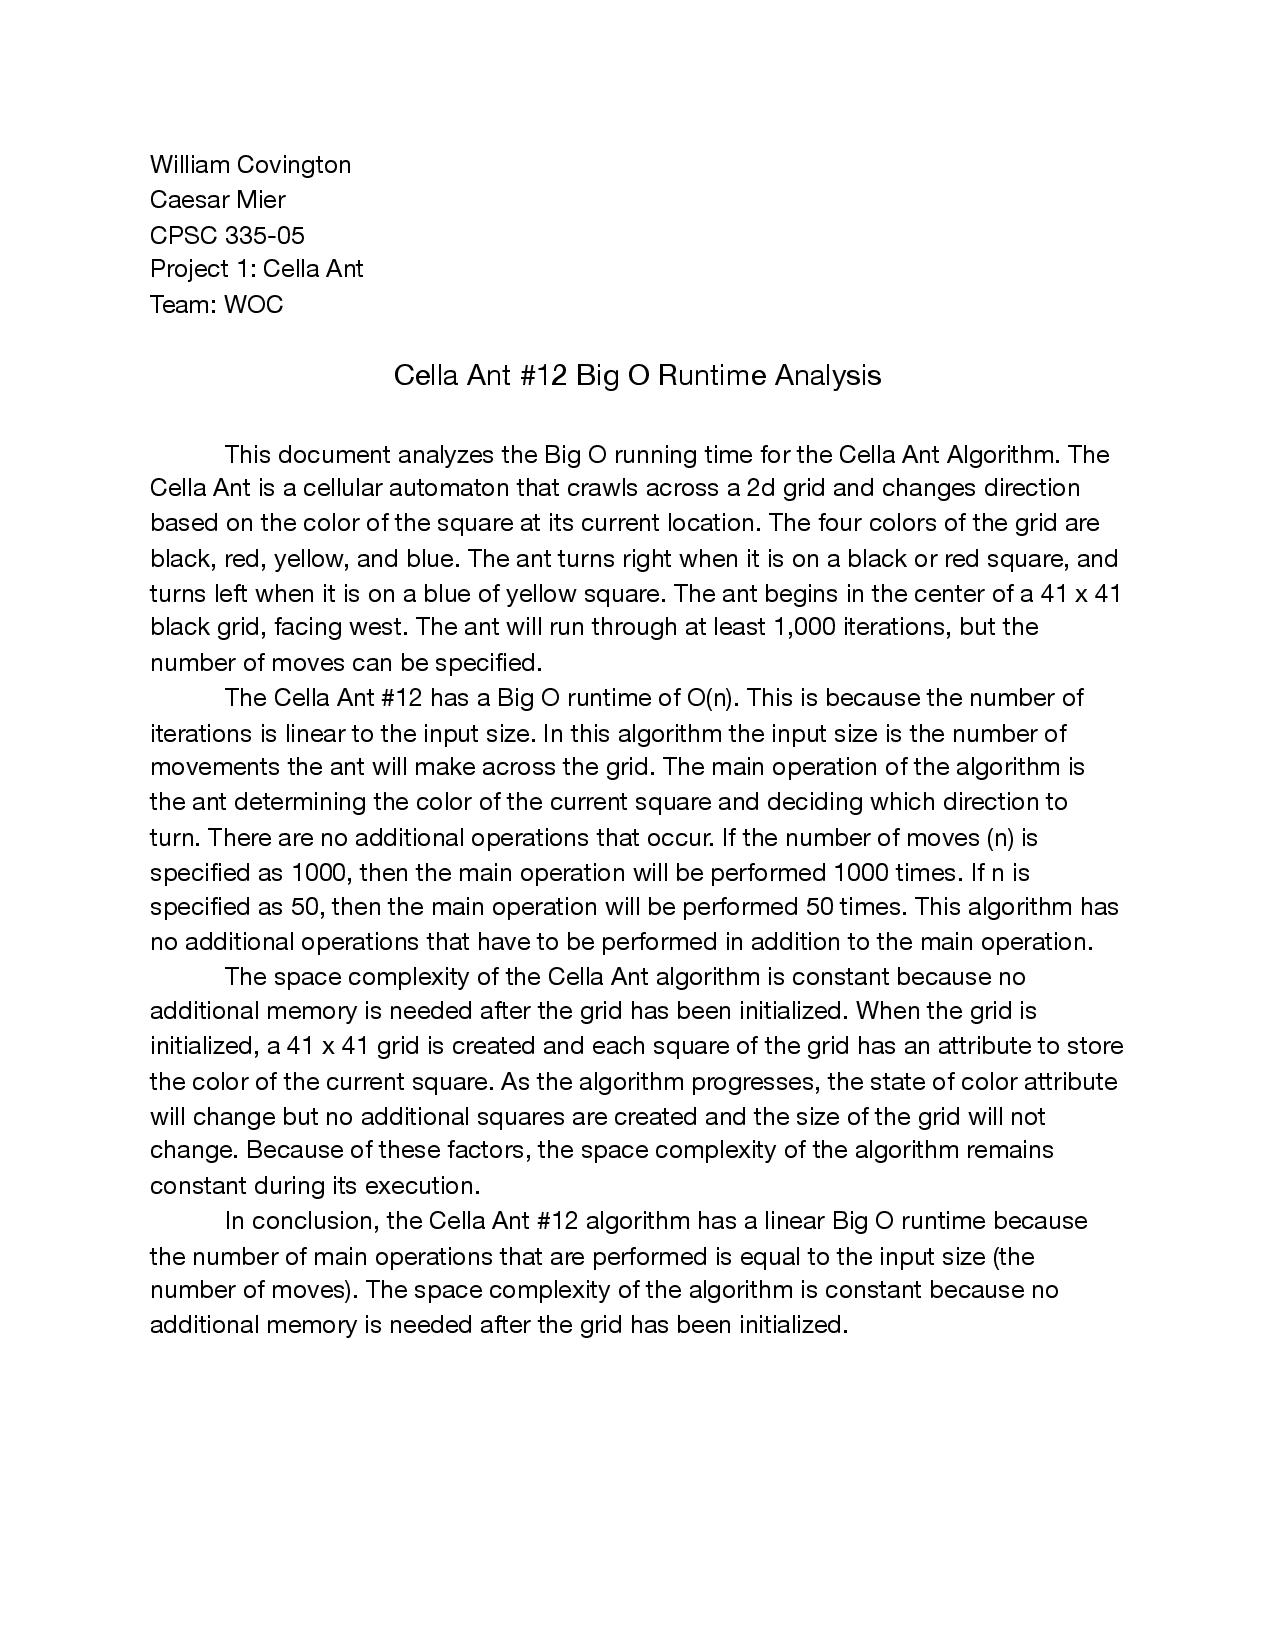 William Covington
Caesar Mier
CPSC 335-05
Project 1: Cella Ant
Team: WOC
Cella Ant #12 Big O Runtime Analysis
This document analyzes the Big O running time for the Cella Ant Algorithm. The
Cella Ant is a cellular automaton that crawls across a 2d grid and changes direction
based on the color of the square at its current location. The four colors of the grid are
black, red, yellow, and blue. The ant turns right when it is on a black or red square, and
turns left when it is on a blue of yellow square. The ant begins in the center of a 41 x 41
black grid, facing west. The ant will run through at least 1,000 iterations, but the
number of moves can be specified.
The Cella Ant #12 has a Big O runtime of O(n). This is because the number of
iterations is linear to the input size. In this algorithm the input size is the number of
movements the ant will make across the grid. The main operation of the algorithm is
the ant determining the color of the current square and deciding which direction to
turn. There are no additional operations that occur. If the number of moves (n) is
specified as 1000, then the main operation will be performed 1000 times. If n is
specified as 50, then the main operation will be performed 50 times. This algorithm has
no additional operations that have to be performed in addition to the main operation.
The space complexity of the Cella Ant algorithm is constant because no
additional memory is needed after the grid has been initialized. When the grid is
initialized, a 41 x 41 grid is created and each square of the grid has an attribute to store
the color of the current square. As the algorithm progresses, the state of color attribute
will change but no additional squares are created and the size of the grid will not
change. Because of these factors, the space complexity of the algorithm remains
constant during its execution.
In conclusion, the Cella Ant #12 algorithm has a linear Big O runtime because
the number of main operations that are performed is equal to the input size (the
number of moves). The space complexity of the algorithm is constant because no
additional memory is needed after the grid has been initialized.